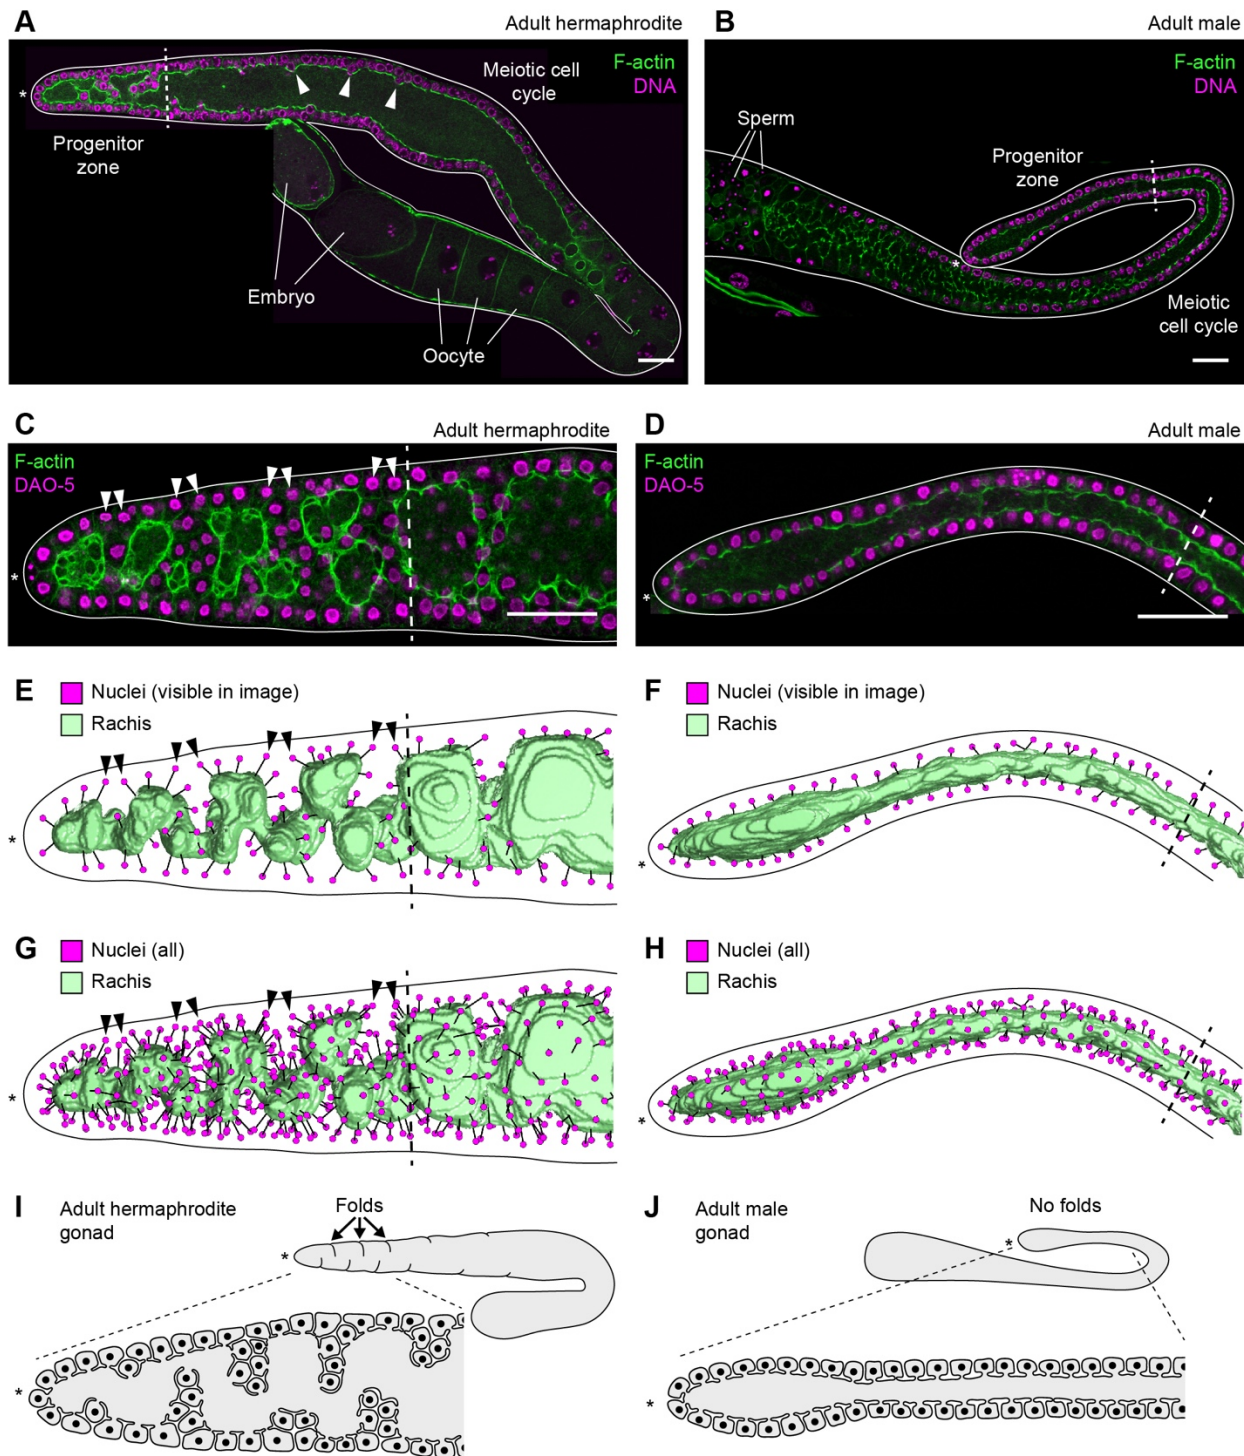 A
Adult hermaphrodite
F-actin
DNA
Meiotic cell
cycle
*
Progenitor
zone
Embryo
Oocyte
B
Adult male
F-actin
DNA
Sperm
Progenitor
zone
*
Meiotic
cell cycle
C
Adult hermaphrodite
F-actin
DAO-5
*
D
Adult male
F-actin
DAO-5
*
E
Nuclei (visible in image)
Rachis
*
F
Nuclei (visible in image)
Rachis
*
G
Nuclei (all)
Rachis
*
H
Nuclei (all)
Rachis
*
I
Adult hermaphrodite
gonad
Folds
*
*
J
Adult male
gonad
No folds
*
*